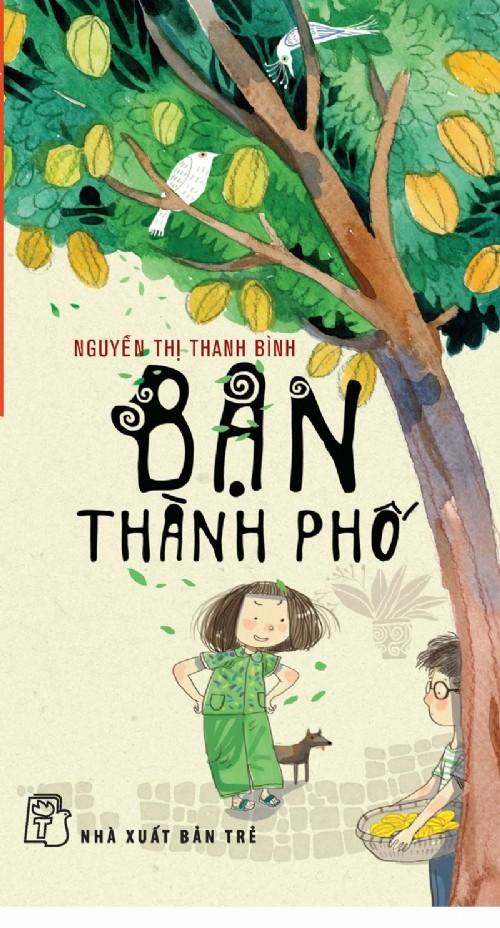 NGUYỄN THỊ THANH BÌNH
BẠN
THÀNH PHỐ
T
NHÀ XUẤT BẢN TRẺ